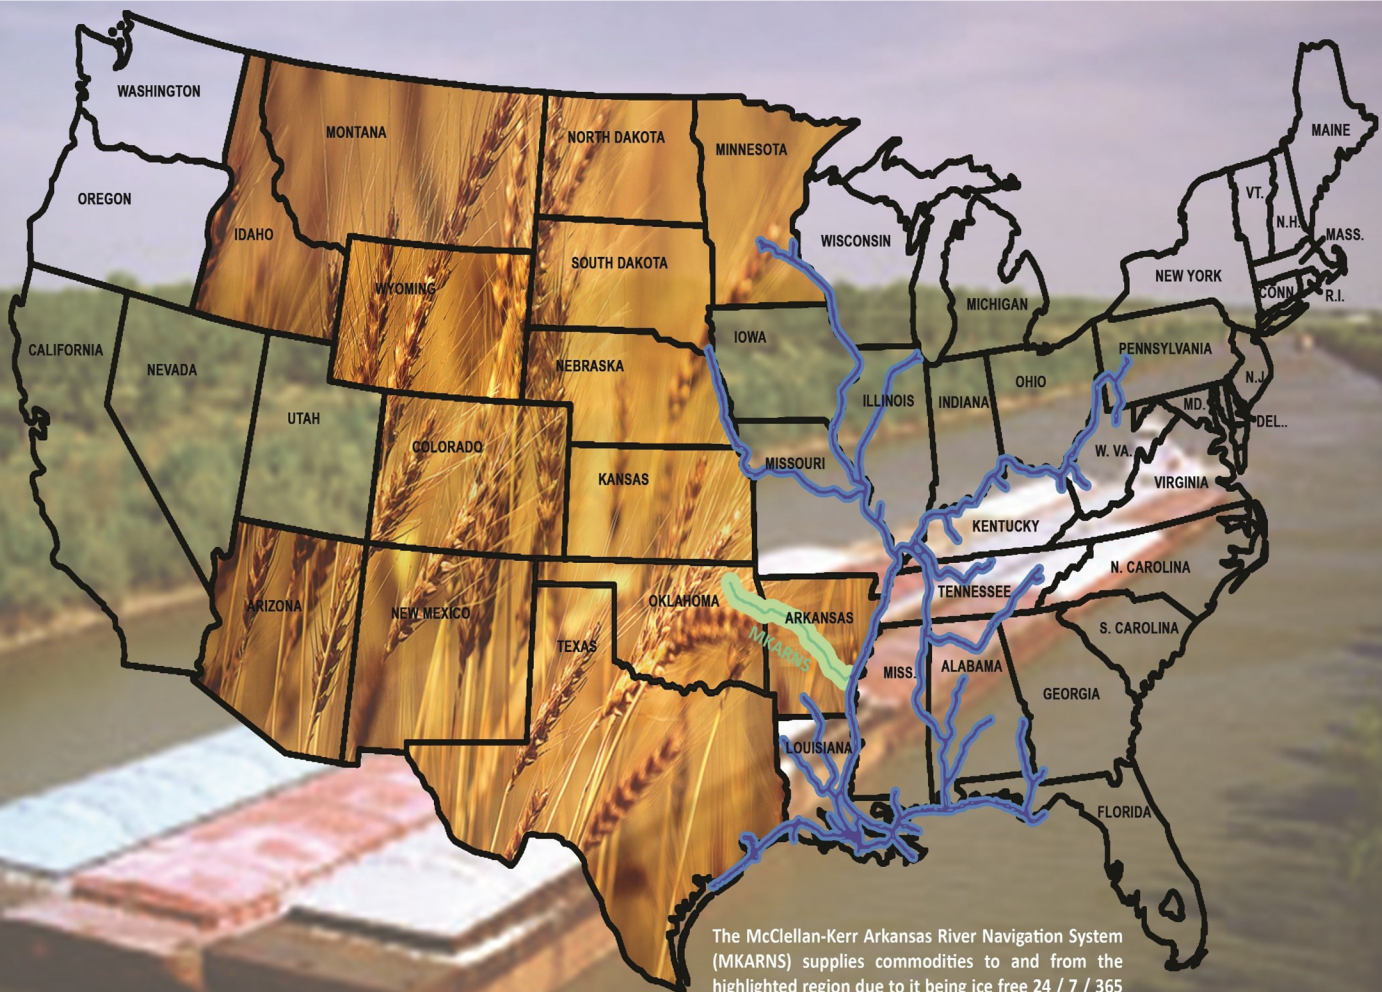 WASHINGTON
MONTANA
NORTH DAKOTA
MINNESOTA
MAINE
OREGON
IDAHO
WISCONSIN
VT.
N.H.
MASS.
SOUTH DAKOTA
WYOMING
MICHIGAN
NEW YORK
CONN
R.I.
CALIFORNIA
NEVADA
IOWA
NEBRASKA
PENNSYLVANIA
N.J.
UTAH
COLORADO
ILLINOIS
INDIANA
OHIO
MD.
DEL..
KANSAS
MISSOURI
W. VA.
VIRGINIA
KENTUCKY
ARIZONA
NEW MEXICO
OKLAHOMA
ARKANSAS
TENNESSEE
N. CAROLINA
TEXAS
MKARNS
MISS.
ALABAMA
S. CAROLINA
GEORGIA
LOUISIANA
FLORIDA
The McClellan-Kerr Arkansas River Navigation System
(MKARNS) supplies commodities to and from the
highlighted region due to it being ice free 24 / 7 / 365